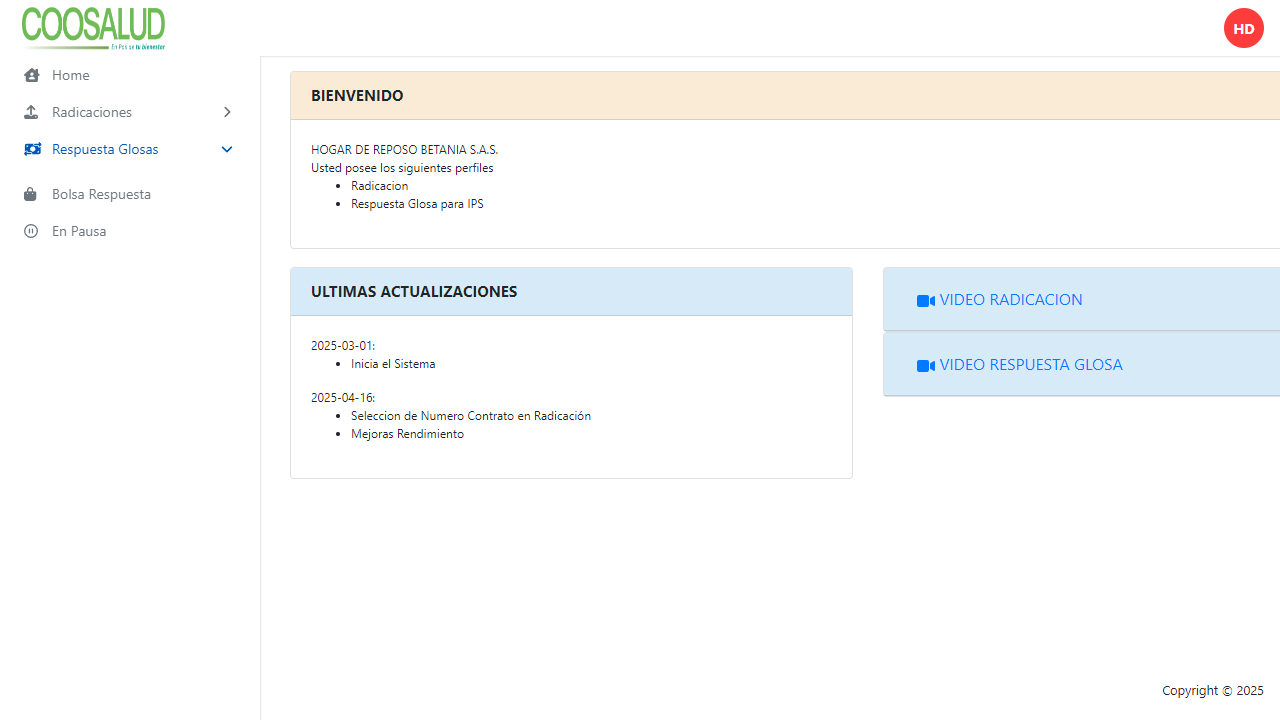 COOSALUD
En Pos de tu bienestar
HD
Home
Radicaciones
Respuesta Glosas
Bolsa Respuesta
En Pausa
BIENVENIDO
HOGAR DE REPOSO BETANIA S.A.S.
Usted posee los siguientes perfiles
Radicacion
Respuesta Glosa para IPS
ULTIMAS ACTUALIZACIONES
2025-03-01:
Inicia el Sistema
2025-04-16:
Seleccion de Numero Contrato en Radicación
Mejoras Rendimiento
VIDEO RADICACION
VIDEO RESPUESTA GLOSA
Copyright © 2025